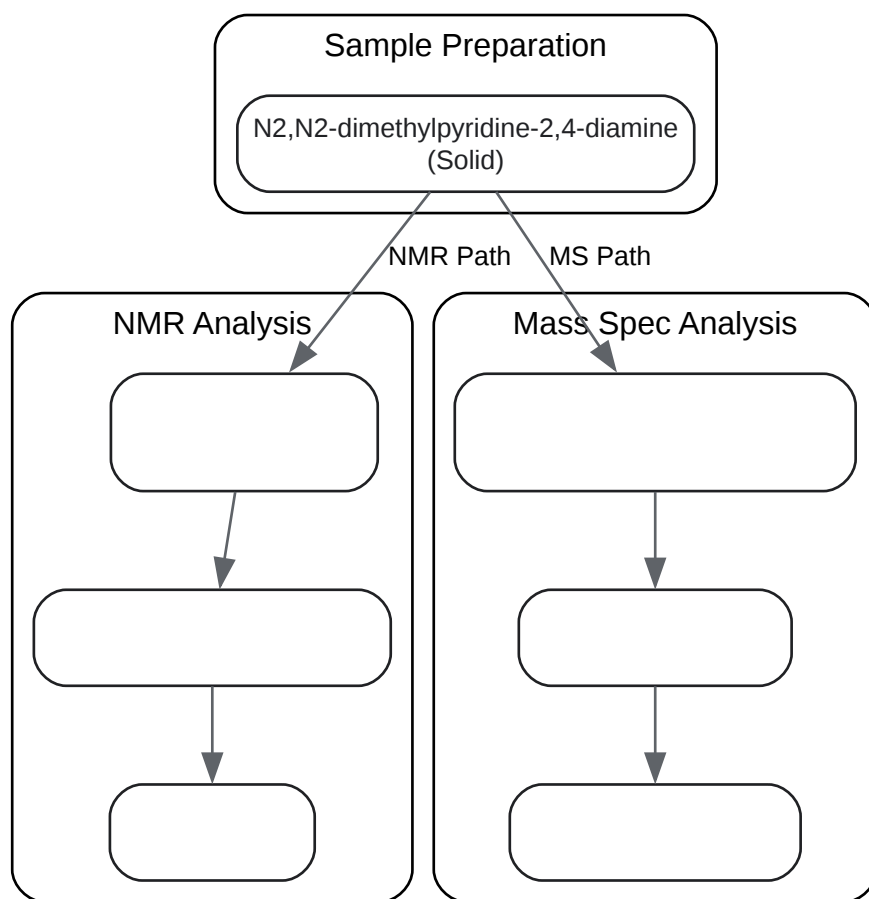 Sample Preparation
N2,N2-dimethylpyridine-2,4-diamine
(Solid)
NMR Path
MS Path
NMR Analysis
Mass Spec Analysis